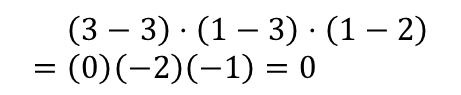 (3 − 3) · (1 − 3) · (1 − 2)
= (0)(−2)(−1) = 0